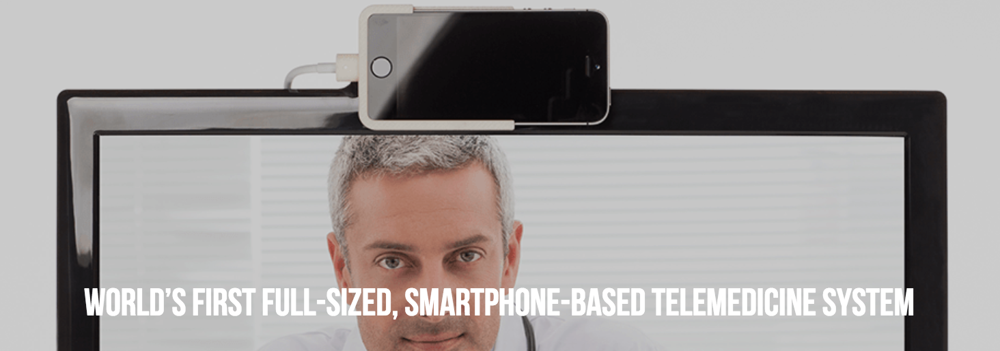 WORLD'S FIRST FULL-SIZED, SMARTPHONE-BASED TELEMEDICINE SYSTEM